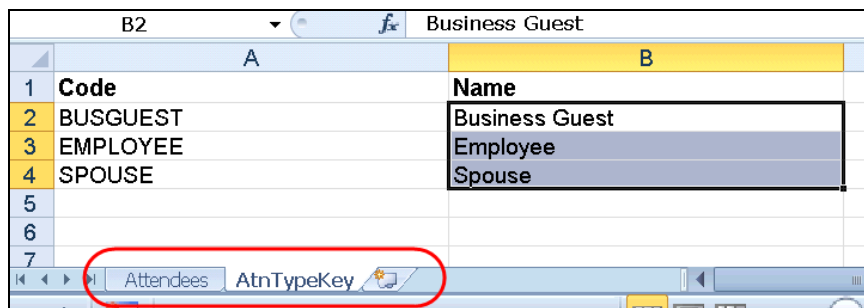 B2 fx Business Guest
A B
1 Code Name
2 BUSGUEST Business Guest
3 EMPLOYEE Employee
4 SPOUSE Spouse
5
6
7
Attendees AtnTypeKey